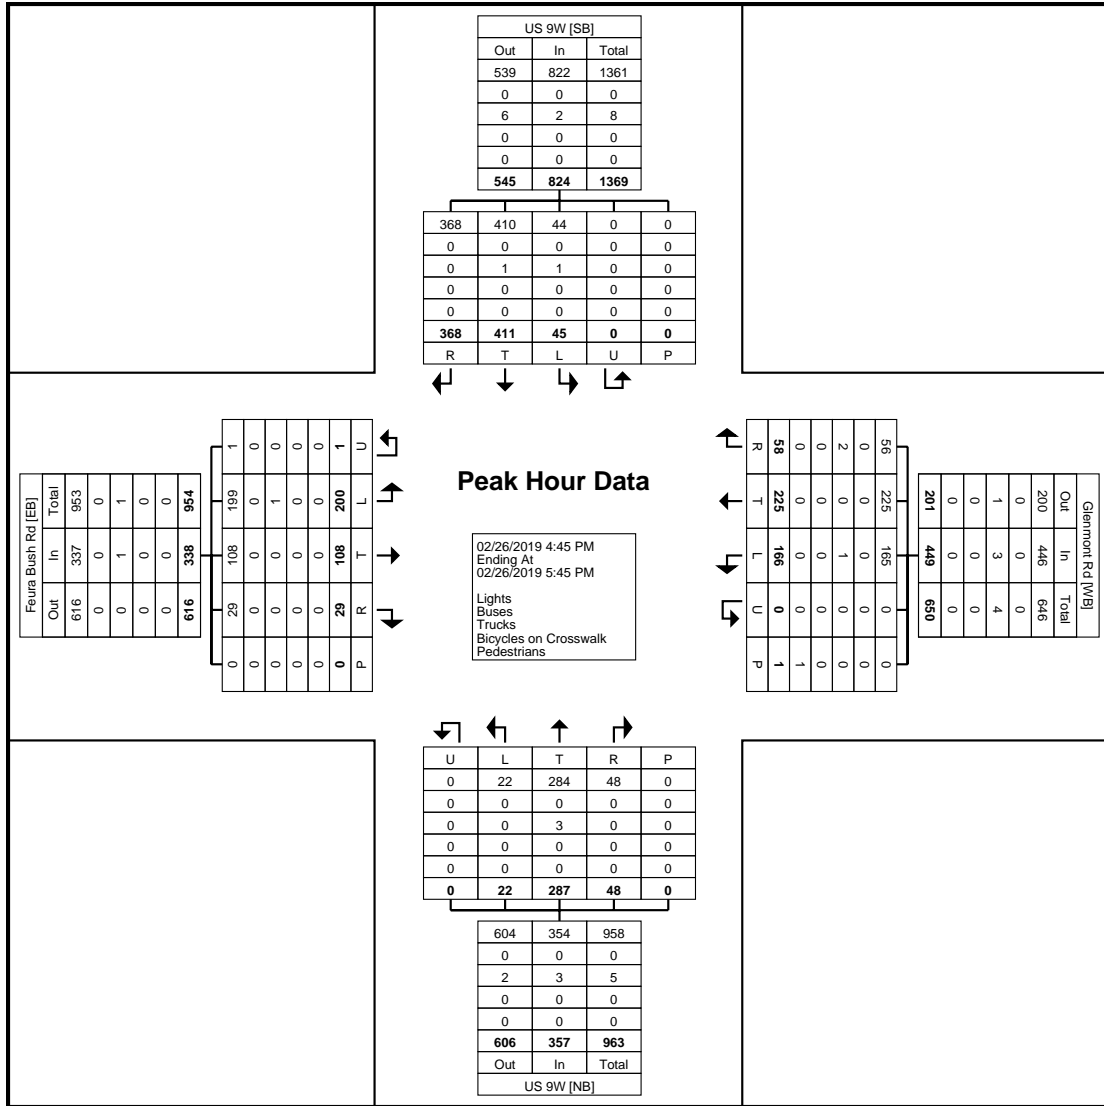 US 9W [SB]
Out In Total
539 822 1361
0 0 0
6 2 8
0 0 0
0 0 0
545 824 1369
368 410 44 0 0
0 0 0 0 0
0 1 1 0 0
0 0 0 0 0
0 0 0 0 0
368 411 45 0 0
R T L U P
Feura Bush Rd [EB]
Total In Out
953 337 616
0 0 0
1 1 0
0 0 0
0 0 0
954 338 616
1 199 108 29 0
0 0 0 0 0
0 1 0 0 0
0 0 0 0 0
0 0 0 0 0
1 200 108 29 0
U L T R P
Peak Hour Data
02/26/2019 4:45 PM
Ending At
02/26/2019 5:45 PM
Lights
Buses
Trucks
Bicycles on Crosswalk
Pedestrians
R T L U P
58 225 166 0 1
0 0 0 0 1
0 0 0 0 0
2 0 1 0 0
0 0 0 0 0
56 225 165 0 0
201 449 650
0 0 0
0 0 0
1 3 4
0 0 0
200 446 646
Out In Total
Glenmont Rd [WB]
U L T R P
0 22 284 48 0
0 0 0 0 0
0 0 3 0 0
0 0 0 0 0
0 0 0 0 0
0 22 287 48 0
604 354 958
0 0 0
2 3 5
0 0 0
0 0 0
606 357 963
Out In Total
US 9W [NB]